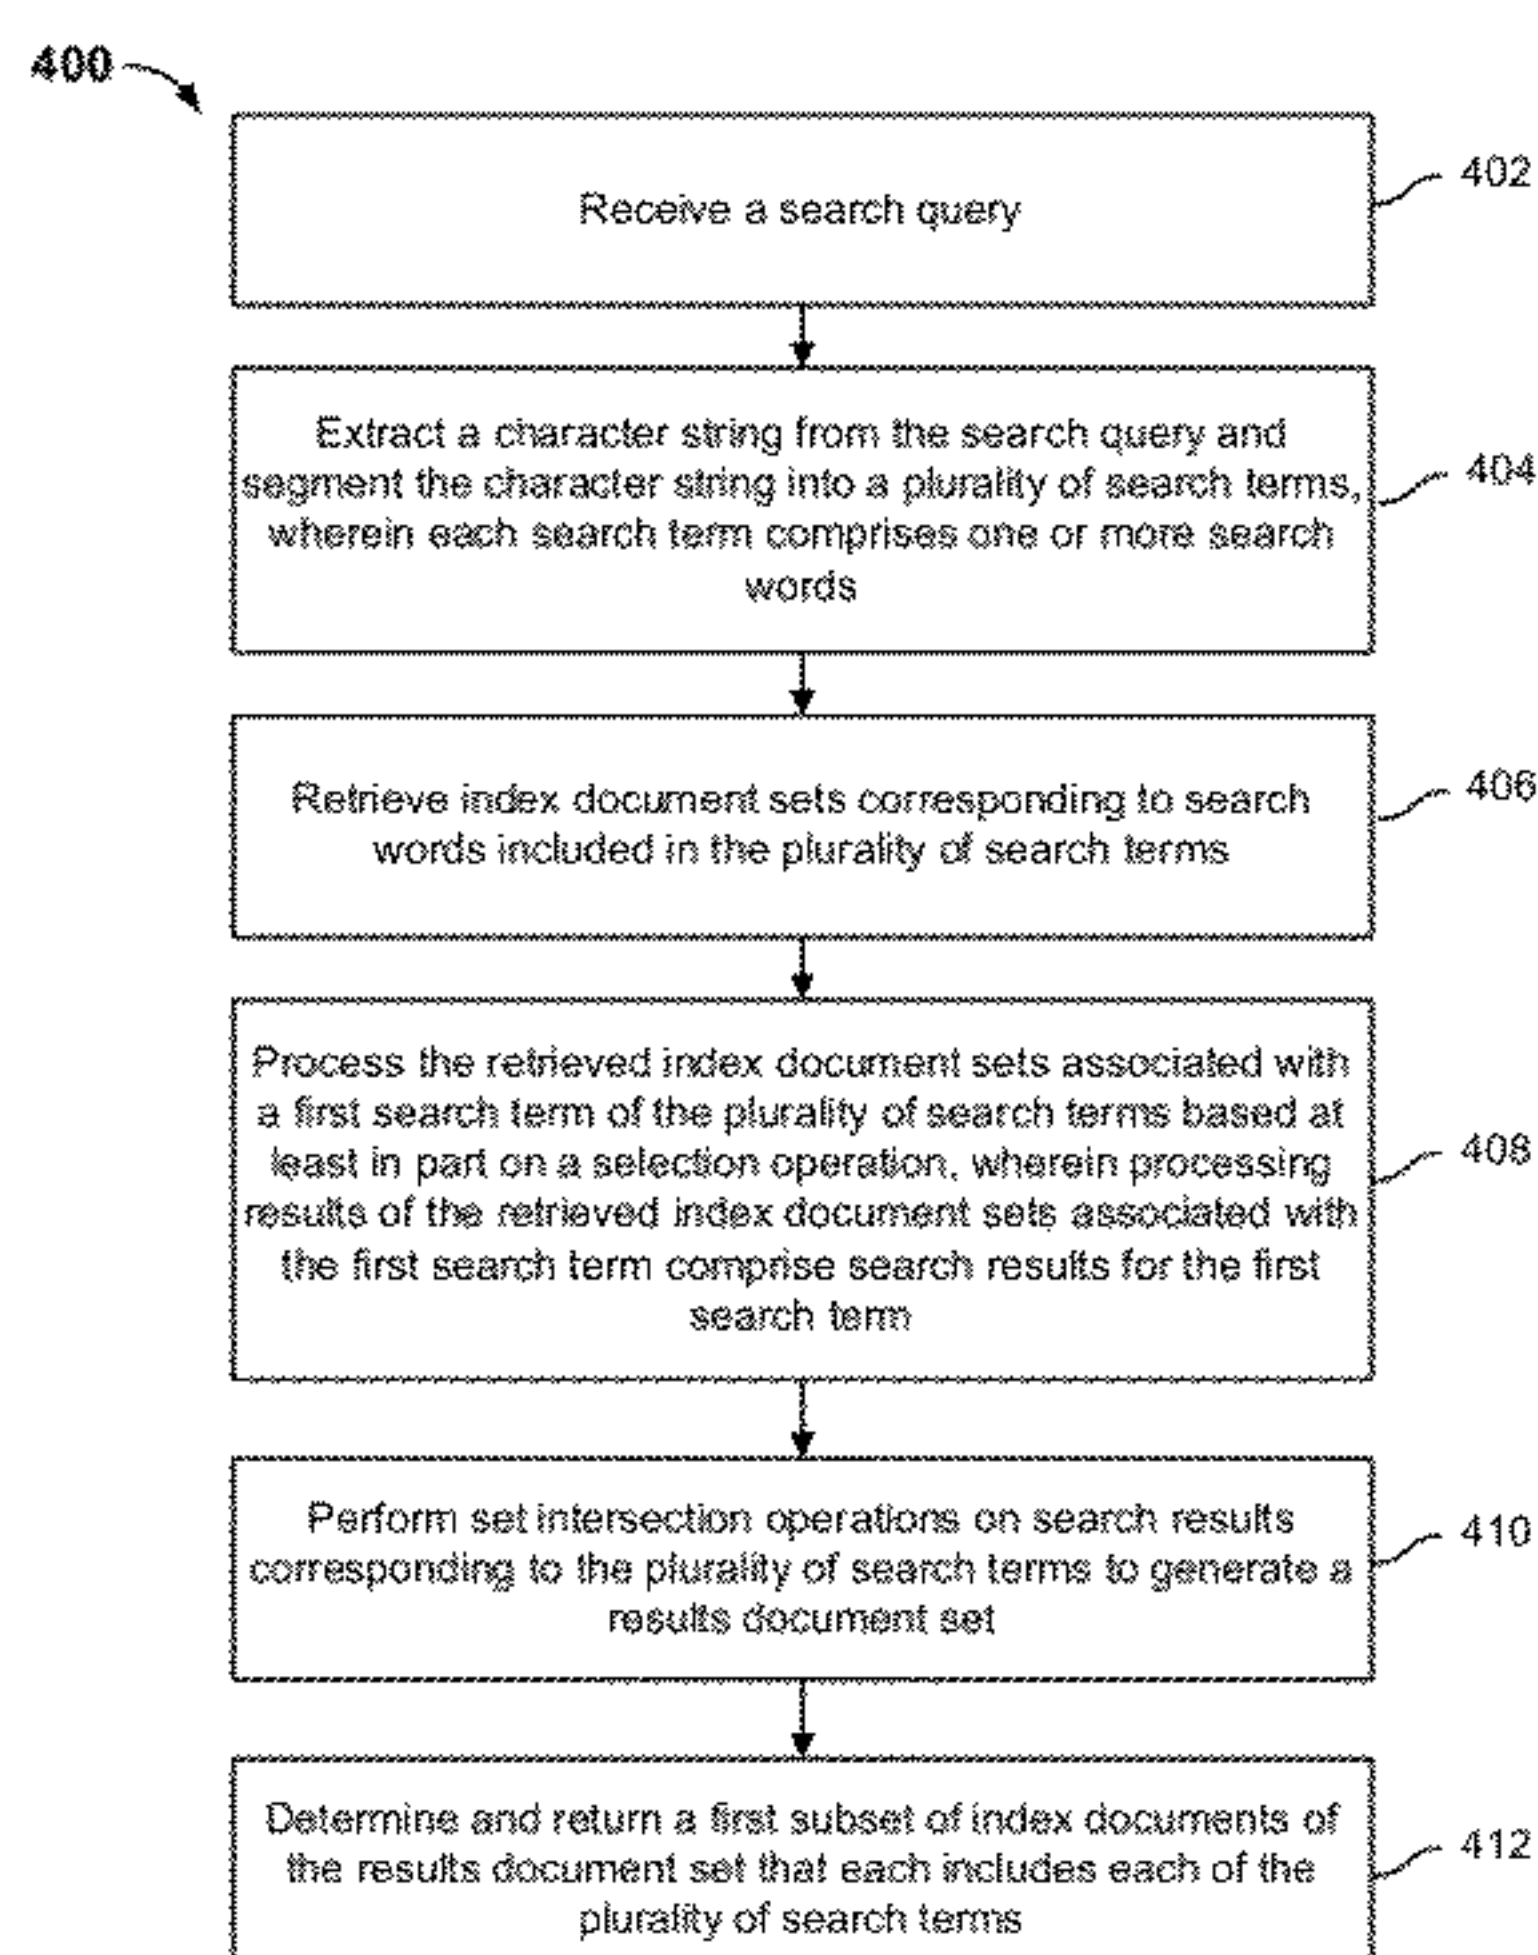 400
Receive a search query
402
Extract a character string from the search query and
segment the character string into a plurality of search terms,
wherein each search term comprises one or more search
words
404
Retrieve index document sets corresponding to search
words included in the plurality of search terms
406
Process the retrieved index document sets associated with
a first search term of the plurality of search terms based at
least in part on a selection operation, wherein processing
results of the retrieved index document sets associated with
the first search term comprise search results for the first
search term
408
Perform set intersection operations on search results
corresponding to the plurality of search terms to generate a
results document set
410
Determine and return a first subset of index documents of
the results document set that each includes each of the
plurality of search terms
412